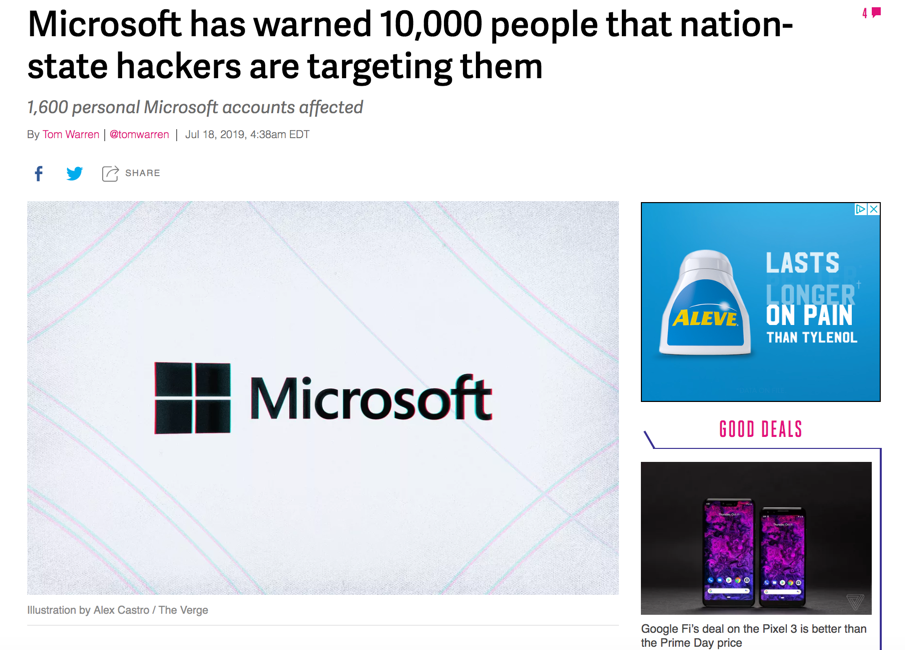 Microsoft has warned 10,000 people that nation-
state hackers are targeting them
4
1,600 personal Microsoft accounts affected
By Tom Warren | @tomwarren | Jul 18, 2019, 4:38am EDT
SHARE
Microsoft
Illustration by Alex Castro / The Verge
ALEVE
LASTS
LONGER†
ON PAIN
THAN TYLENOL
GOOD DEALS
Google Fi's deal on the Pixel 3 is better than
the Prime Day price